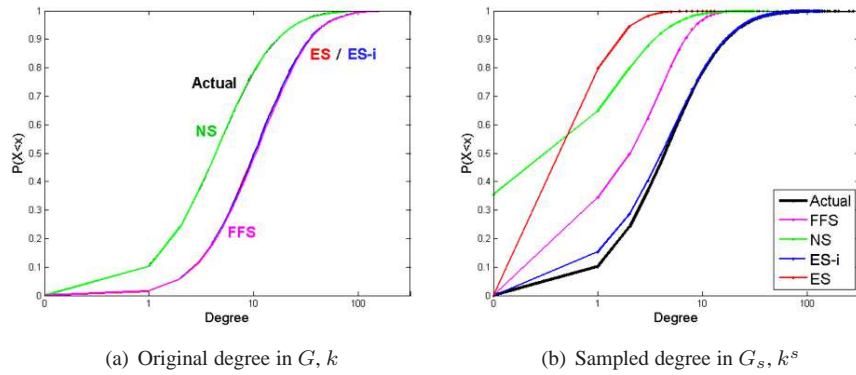 1
0.9
0.8
0.7
0.6
0.5
0.4
0.3
0.2
0.1
0
P(X<x)
Actual
ES / ES-i
NS
FFS
0 1 10 100
Degree
(a) Original degree in G, k
1
0.9
0.8
0.7
0.6
0.5
0.4
0.3
0.2
0.1
0
P(X<x)
Actual
FFS
NS
ES-i
ES
0 1 10 100
Degree
(b) Sampled degree in Gₛ, kˢ